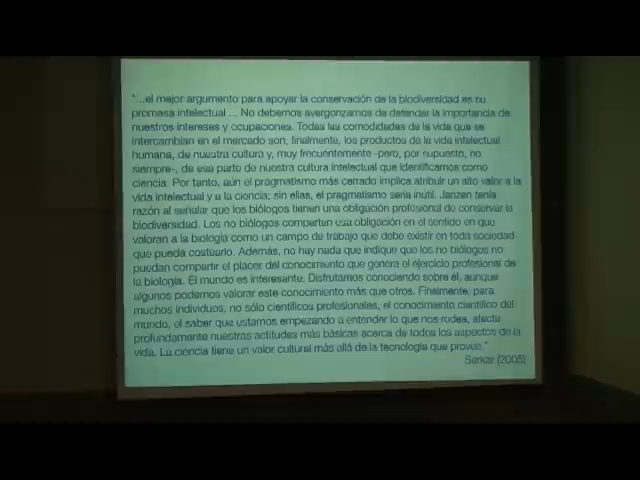 "...el mejor argumento para apoyar la conservación de la biodiversidad es su
promesa intelectual ... No debemos avergonzarnos de defender la importancia de
nuestros intereses y ocupaciones. Todas las comodidades de la vida que se
intercambian en el mercado son, finalmente, los productos de la vida intelectual
humana, de nuestra cultura y, muy frecuentemente -pero, por supuesto, no
siempre-, de esa parte de nuestra cultura intelectual que identificamos como
ciencia. Por tanto, aún el pragmatismo más cerrado implica atribuir un alto valor a la
vida intelectual y a la ciencia; sin ellas, el pragmatismo sería inútil. Janzen tenía
razón al señalar que los biólogos tienen una obligación profesional de conservar la
biodiversidad. Los no biólogos comparten esa obligación en el sentido en que
valoran a la biología como un campo de trabajo que debe existir en toda sociedad
que pueda costearlo. Además, no hay nada que indique que los no biólogos no
puedan compartir el placer del conocimiento que genera el ejercicio profesional de
la biología. El mundo es interesante. Disfrutamos conociendo sobre él, aunque
algunos podamos valorar este conocimiento más que otros. Finalmente, para
muchos individuos, no sólo científicos profesionales, el conocimiento científico del
mundo, el saber que estamos empezando a entender lo que nos rodea, afecta
profundamente nuestras actitudes más básicas acerca de todos los aspectos de la
vida. La ciencia tiene un valor cultural más allá de la tecnología que provee."
Sarkar (2005)